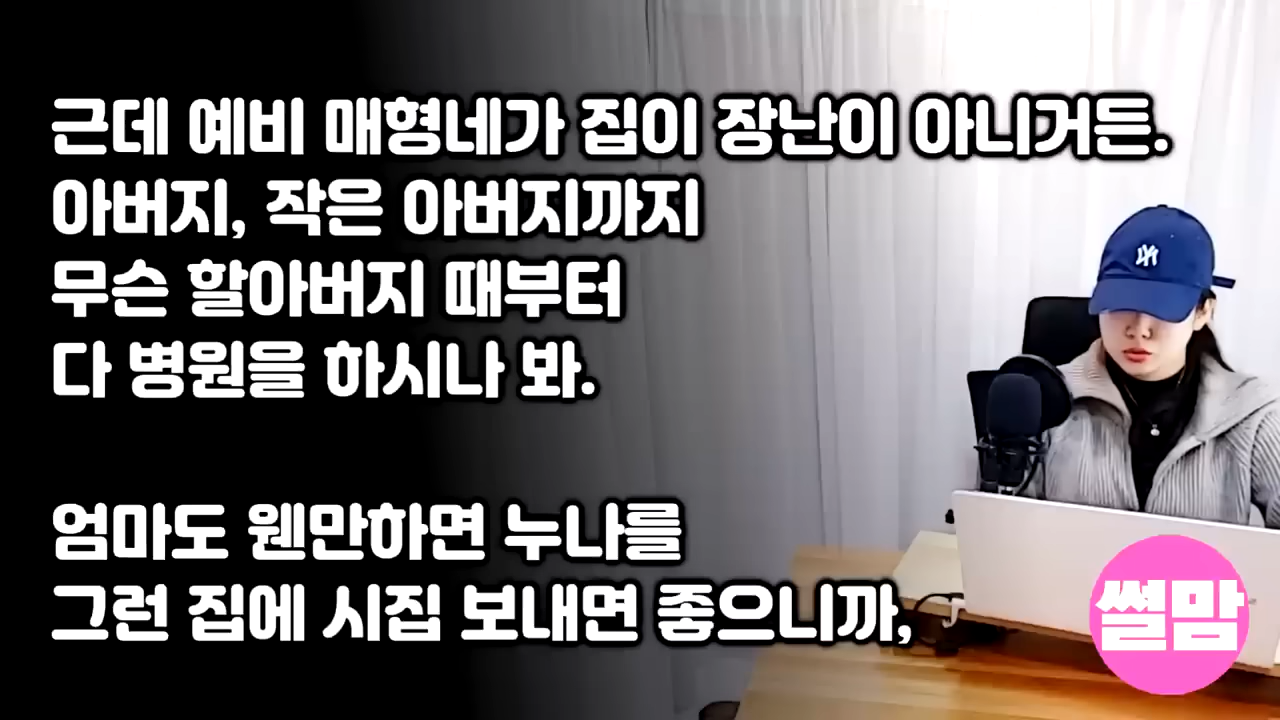 근데 예비 매형네가 집이 장난이 아니거든.
아버지, 작은 아버지까지
무슨 할아버지 때부터
다 병원을 하시나 봐.
엄마도 웬만하면 누나를
그런 집에 시집 보내면 좋으니까,
썰맘